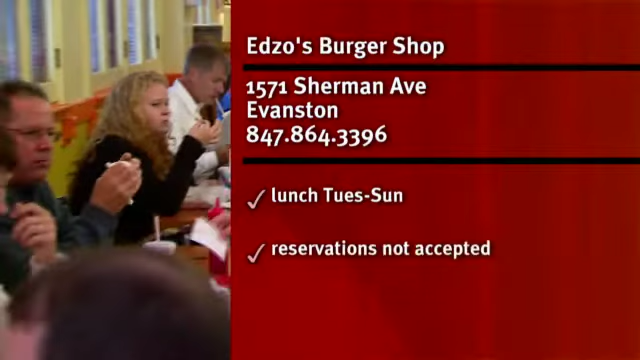 Edzo's Burger Shop
1571 Sherman Ave
Evanston
847.864.3396
lunch Tues-Sun
reservations not accepted